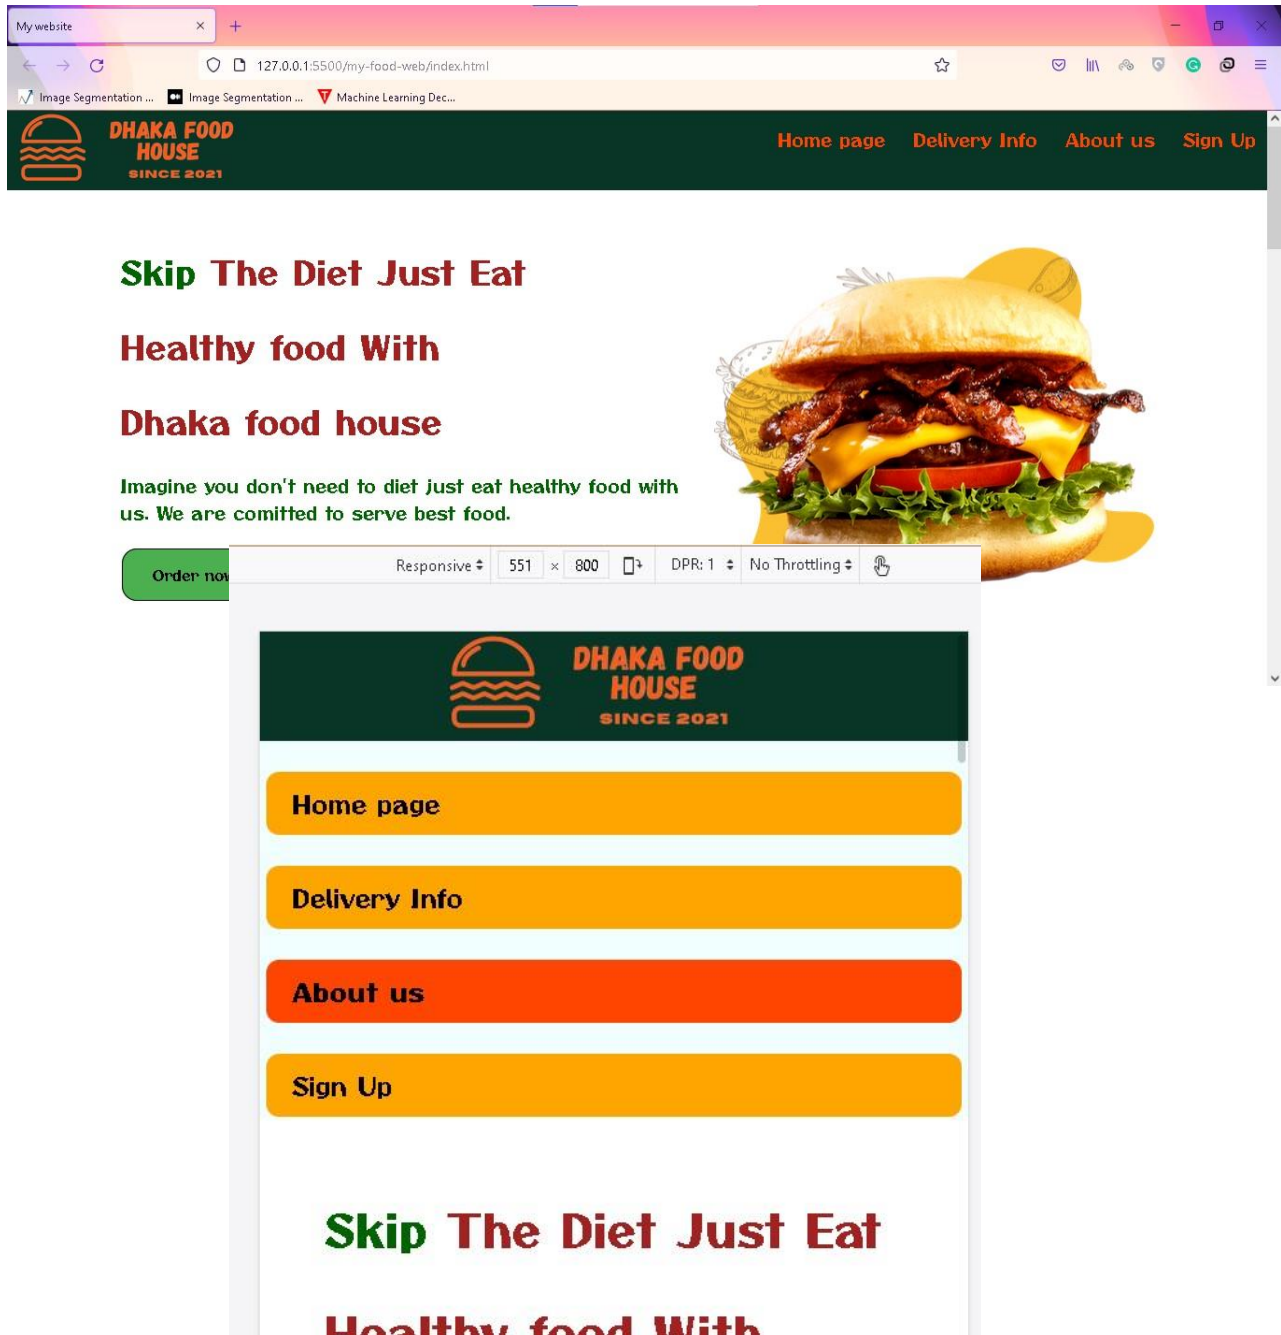 My website
127.0.0.1:5500/my-food-web/index.html
Image Segmentation ... Image Segmentation ... Machine Learning Dec...
DHAKA FOOD
HOUSE
SINCE 2021
Home page Delivery Info About us Sign Up
Skip The Diet Just Eat
Healthy food With
Dhaka food house
Imagine you don't need to diet just eat healthy food with
us. We are comitted to serve best food.
Order now
Responsive 551 × 800 DPR: 1 No Throttling
DHAKA FOOD
HOUSE
SINCE 2021
Home page
Delivery Info
About us
Sign Up
Skip The Diet Just Eat
Healthy food With